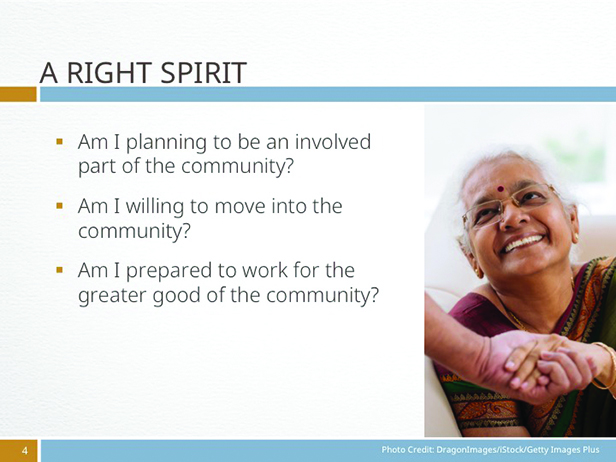 A RIGHT SPIRIT
▪ Am I planning to be an involved
part of the community?
▪ Am I willing to move into the
community?
▪ Am I prepared to work for the
greater good of the community?
4
Photo Credit: DragonImages/iStock/Getty Images Plus